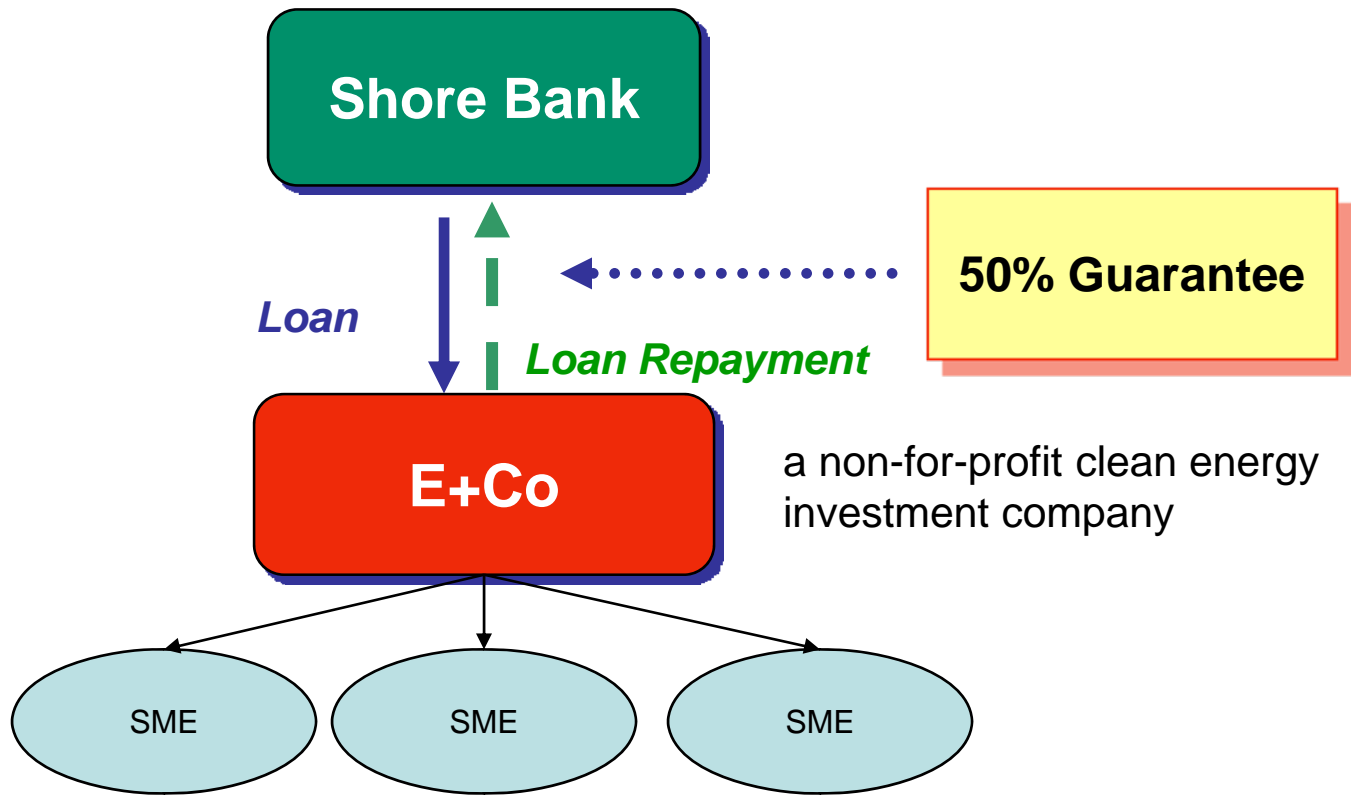 Shore Bank
50% Guarantee
Loan
Loan Repayment
E+Co
a non-for-profit clean energy
investment company
SME
SME
SME